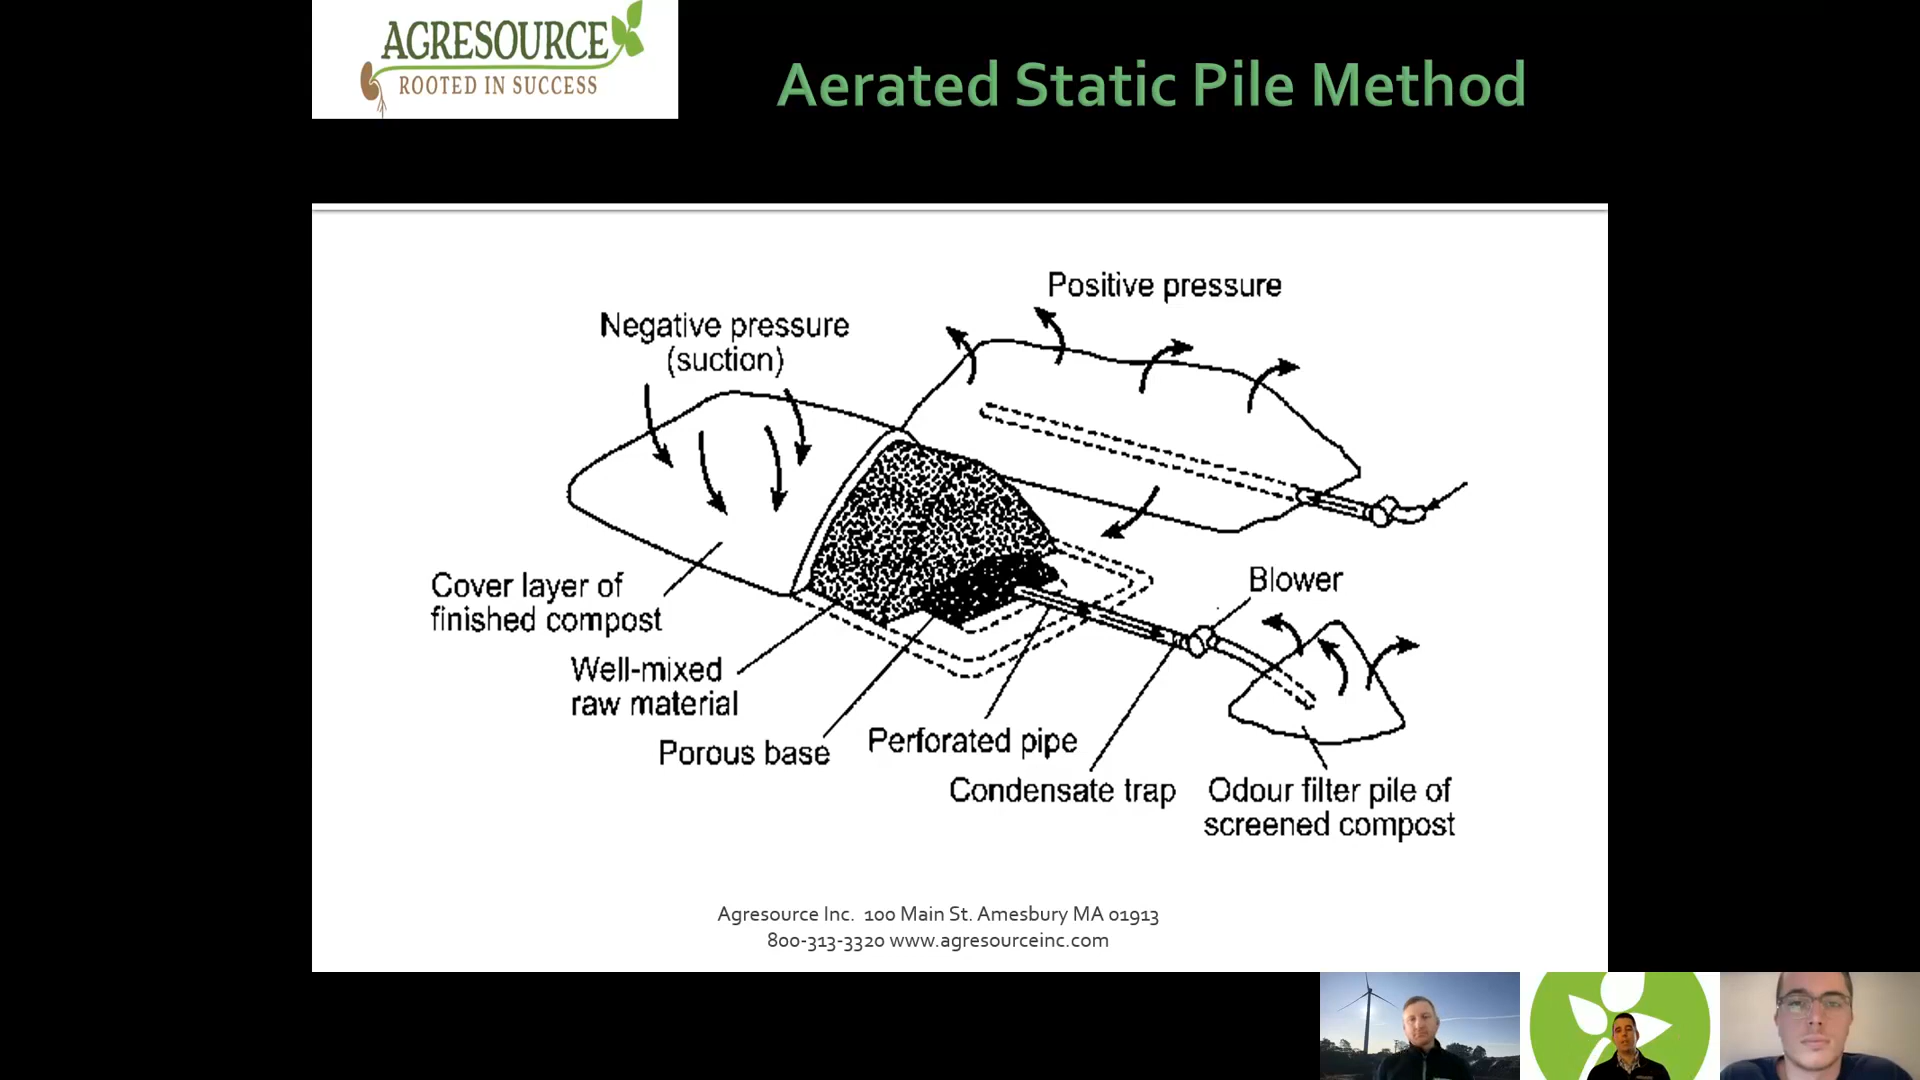 AGRESOURCE
ROOTED IN SUCCESS
Aerated Static Pile Method
Positive pressure
Negative pressure
(suction)
Cover layer of
finished compost
Blower
Well-mixed
raw material
Porous base
Perforated pipe
Condensate trap
Odour filter pile of
screened compost
Agresource Inc. 100 Main St. Amesbury MA 01913
800-313-3320 www.agresourceinc.com